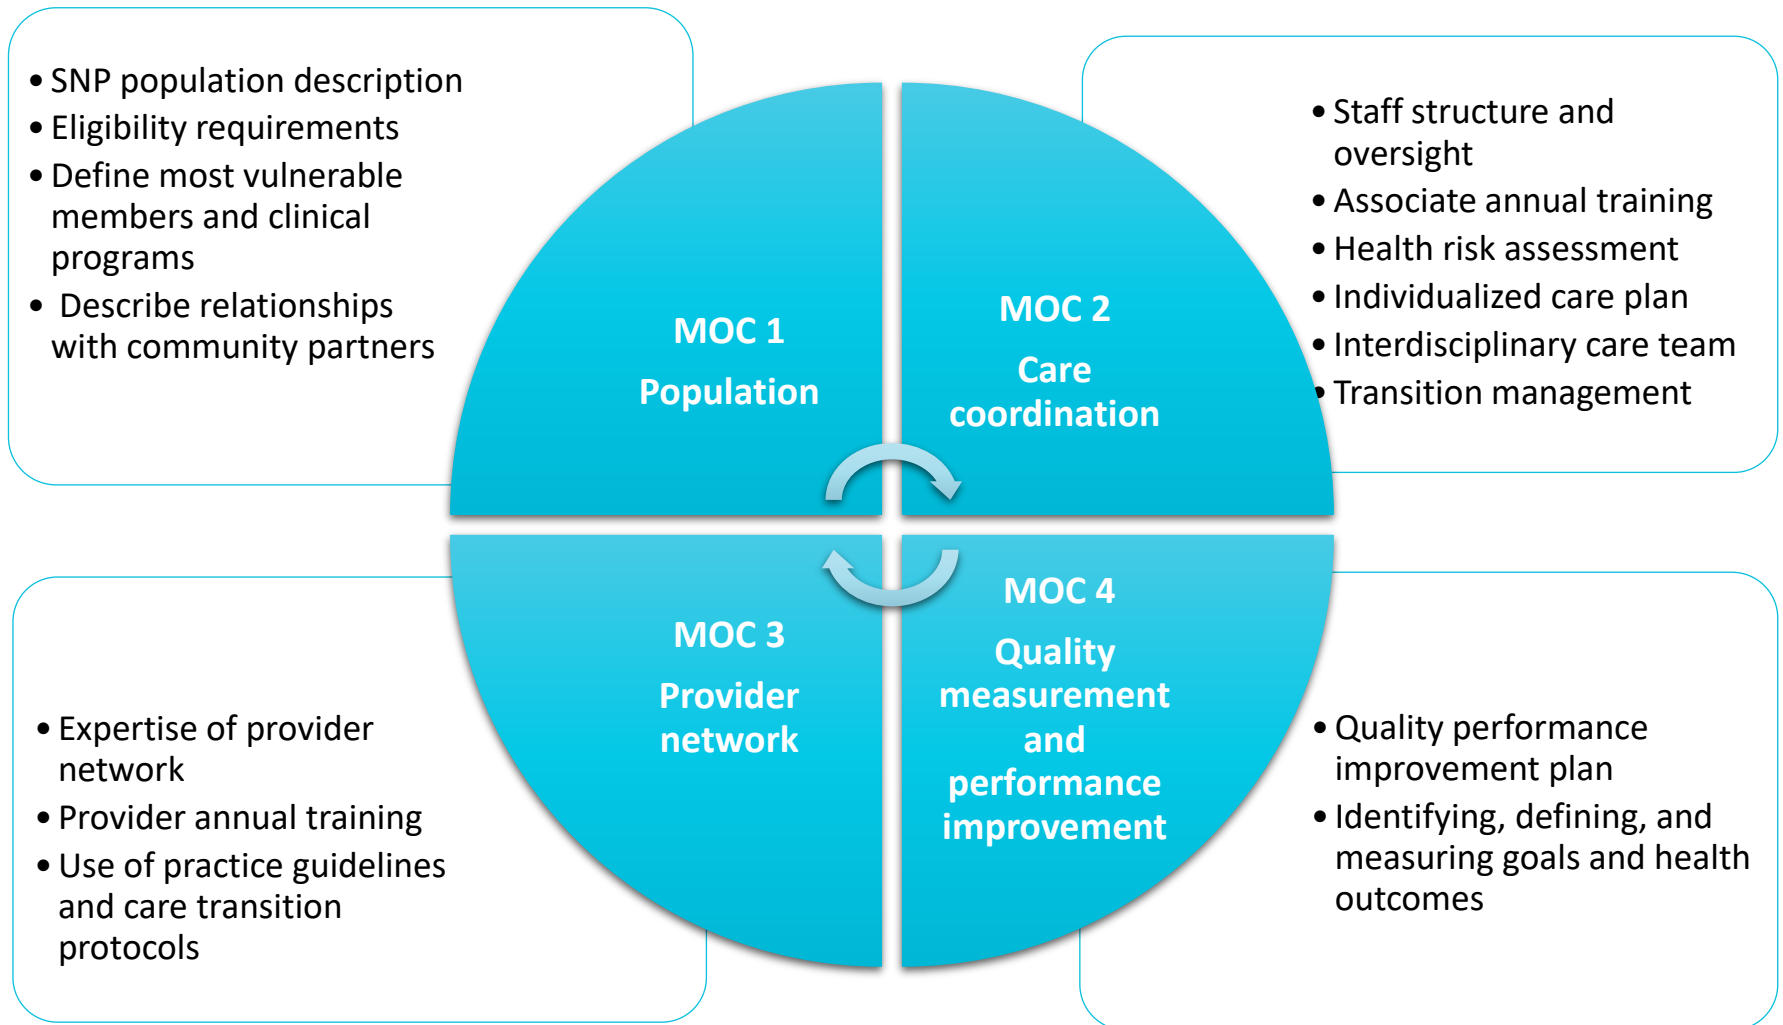 • SNP population description
• Eligibility requirements
• Define most vulnerable
members and clinical
programs
• Describe relationships
with community partners
MOC 1
Population
MOC 2
Care
coordination
• Staff structure and
oversight
• Associate annual training
• Health risk assessment
• Individualized care plan
• Interdisciplinary care team
• Transition management
• Expertise of provider
network
• Provider annual training
• Use of practice guidelines
and care transition
protocols
MOC 3
Provider
network
MOC 4
Quality
measurement
and
performance
improvement
• Quality performance
improvement plan
• Identifying, defining, and
measuring goals and health
outcomes